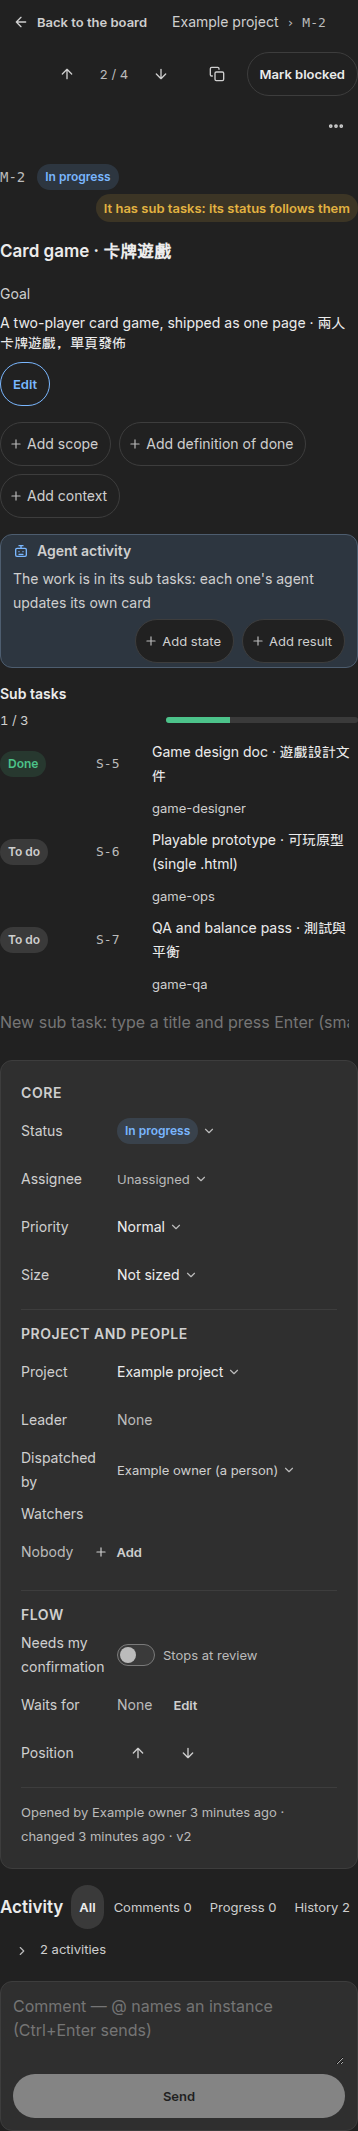 Back to the board Example project › M-2
2 / 4 Mark blocked
M-2 In progress
It has sub tasks: its status follows them
Card game · 卡牌遊戲
Goal
A two-player card game, shipped as one page · 兩人
卡牌遊戲，單頁發佈
Edit
+ Add scope + Add definition of done
+ Add context
Agent activity
The work is in its sub tasks: each one's agent
updates its own card
+ Add state + Add result
Sub tasks
1 / 3
Done S-5 Game design doc · 遊戲設計文
件
game-designer
To do S-6 Playable prototype · 可玩原型
(single .html)
game-ops
To do S-7 QA and balance pass · 測試與
平衡
game-qa
New sub task: type a title and press Enter (sma
CORE
Status In progress
Assignee Unassigned
Priority Normal
Size Not sized
PROJECT AND PEOPLE
Project Example project
Leader None
Dispatched
by Example owner (a person)
Watchers
Nobody + Add
FLOW
Needs my
confirmation Stops at review
Waits for None Edit
Position
Opened by Example owner 3 minutes ago ·
changed 3 minutes ago · v2
Activity All Comments 0 Progress 0 History 2
2 activities
Comment — @ names an instance
(Ctrl+Enter sends)
Send